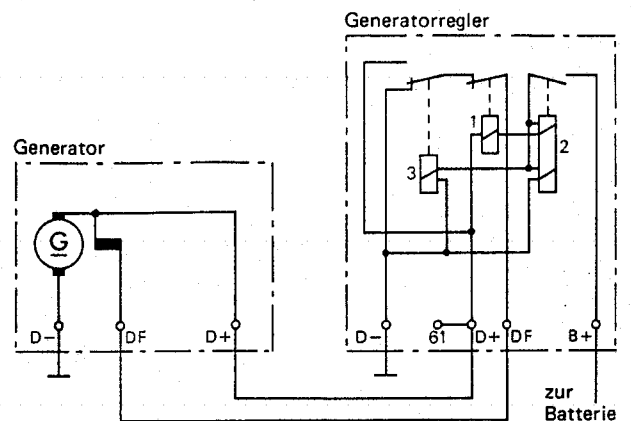 Generatorregler
1
2
3
Generator
G
D−
DF
D+
D−
61
D+
DF
B+
zur
Batterie